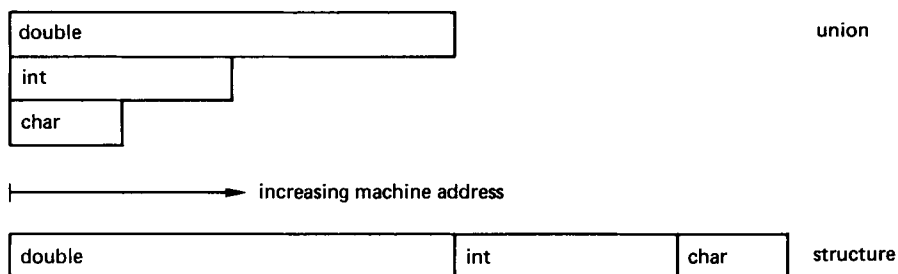 double union
int
char
increasing machine address
double int char structure